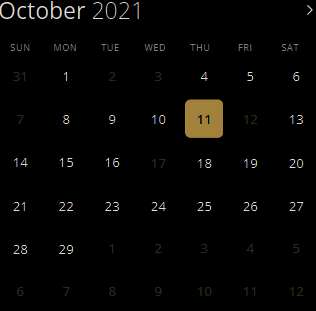 October 2021
SUN MON TUE WED THU FRI SAT
31 1 2 3 4 5 6
7 8 9 10 11 12 13
14 15 16 17 18 19 20
21 22 23 24 25 26 27
28 29 1 2 3 4 5
6 7 8 9 10 11 12